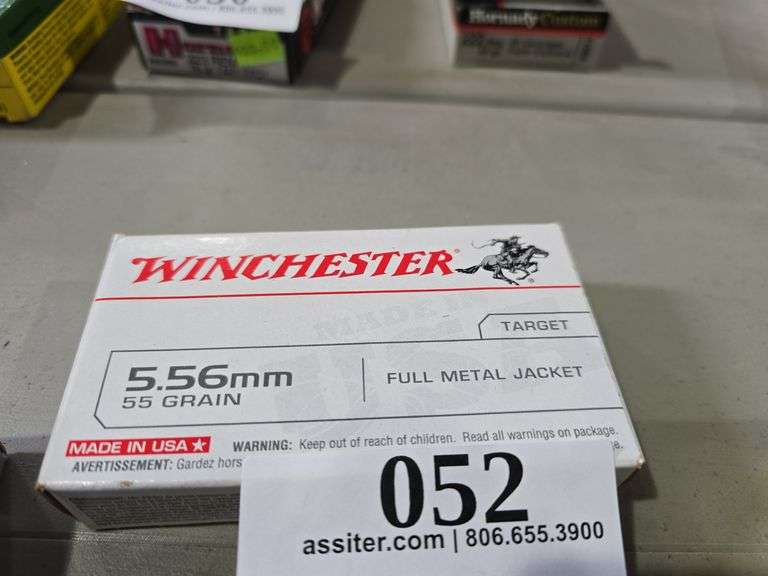 Hornady Custom
WINCHESTER
TARGET
5.56mm
55 GRAIN
FULL METAL JACKET
MADE IN USA
WARNING: Keep out of reach of children. Read all warnings on package.
AVERTISSEMENT: Gardez hors
052
assiter.com | 806.655.3900